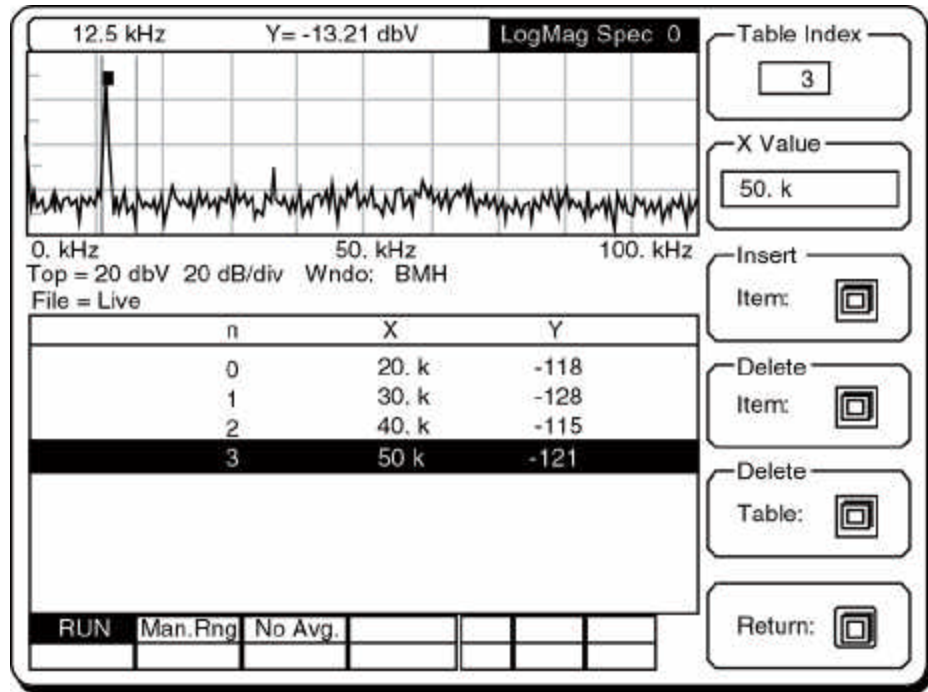 12.5 kHz Y= -13.21 dbV LogMag Spec 0
0. kHz 50. kHz 100. kHz
Top = 20 dbV 20 dB/div Wndo: BMH
File = Live
n X Y
0 20. k -118
1 30. k -128
2 40. k -115
3 50 k -121
RUN Man.Rng No Avg.
Table Index
3
X Value
50. k
Insert
Item:
Delete
Item:
Delete
Table:
Return: